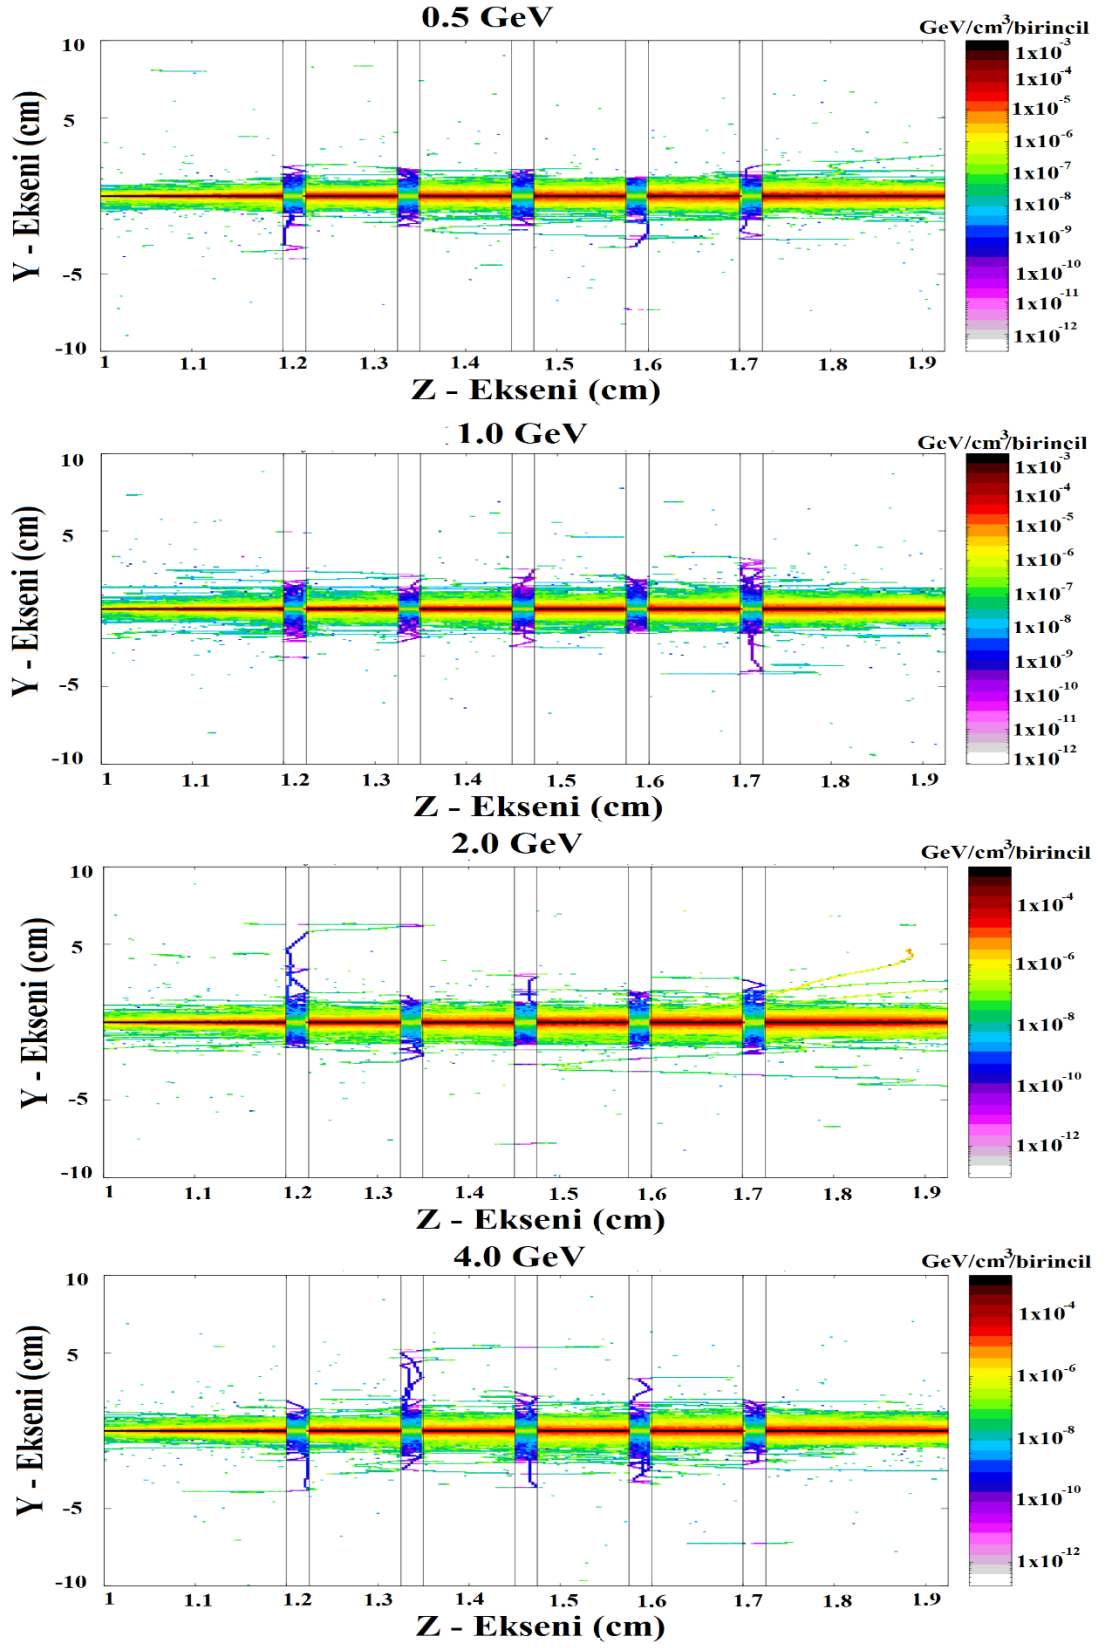 0.5 GeV
GeV/cm³/birincil
10
5
-5
-10
Y - Ekseni (cm)
1 1.2 1.3 1.4 1.5 1.6 1.7 1.8 1.9
1.1
Z - Ekseni (cm)
1x10⁻³
1x10⁻⁴
1x10⁻⁵
1x10⁻⁶
1x10⁻⁷
1x10⁻⁸
1x10⁻⁹
1x10⁻¹⁰
1x10⁻¹¹
1x10⁻¹²
1.0 GeV
GeV/cm³/birincil
10
5
-5
-10
Y - Ekseni (cm)
1 1.1 1.2 1.3 1.4 1.5 1.6 1.7 1.8 1.9
Z - Ekseni (cm)
1x10⁻³
1x10⁻⁴
1x10⁻⁵
1x10⁻⁶
1x10⁻⁷
1x10⁻⁸
1x10⁻⁹
1x10⁻¹⁰
1x10⁻¹¹
1x10⁻¹²
2.0 GeV
GeV/cm³/birincil
10
5
-5
-10
Y - Ekseni (cm)
1 1.1 1.2 1.3 1.4 1.5 1.6 1.7 1.8 1.9
Z - Ekseni (cm)
1x10⁻⁴
1x10⁻⁶
1x10⁻⁸
1x10⁻¹⁰
1x10⁻¹²
4.0 GeV
GeV/cm³/birincil
10
5
-5
-10
Y - Ekseni (cm)
1 1.1 1.2 1.3 1.4 1.5 1.6 1.7 1.8 1.9
Z - Ekseni (cm)
1x10⁻⁴
1x10⁻⁶
1x10⁻⁸
1x10⁻¹⁰
1x10⁻¹²